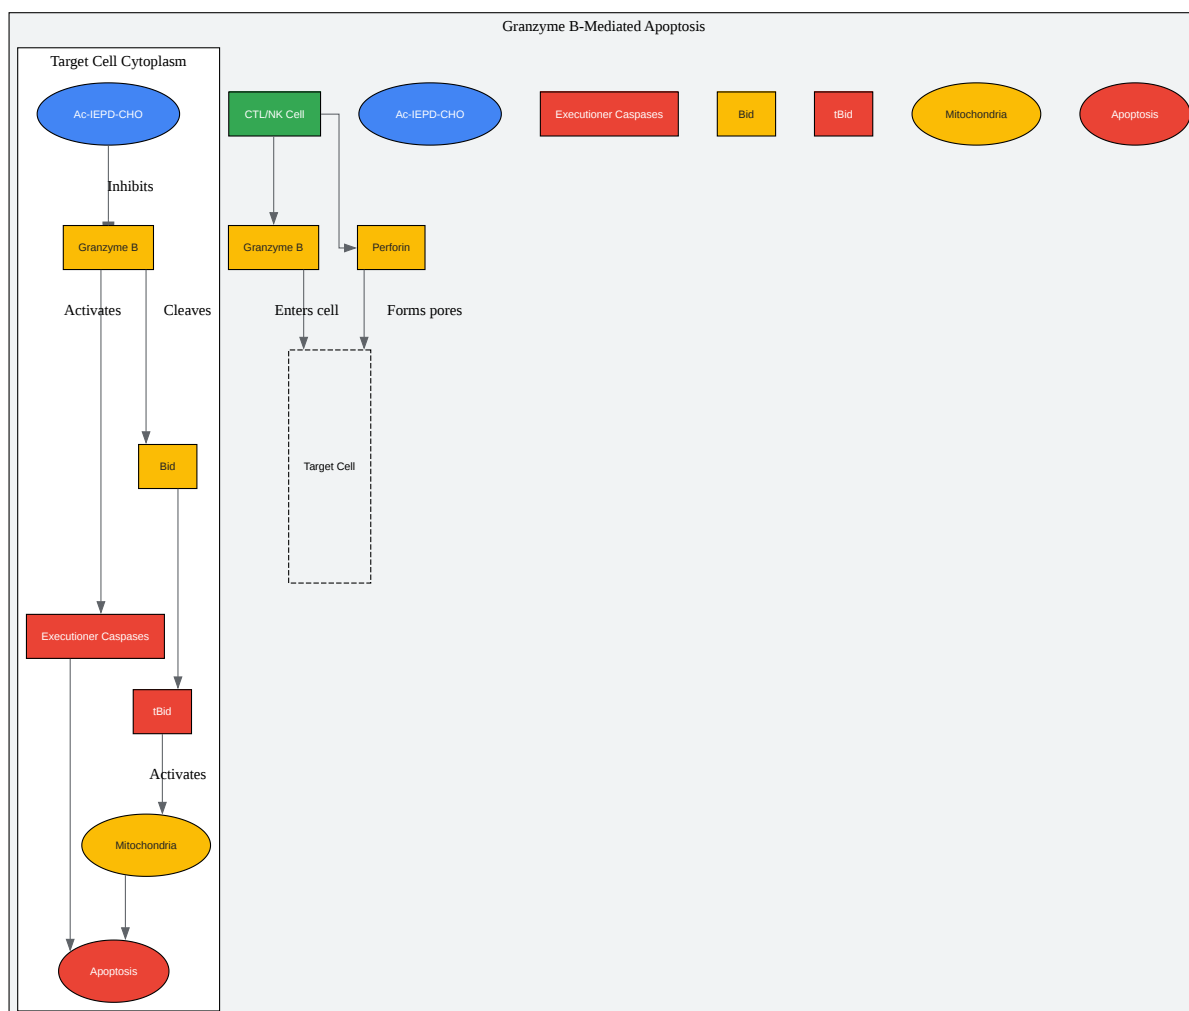 Granzyme B-Mediated Apoptosis
Target Cell Cytoplasm
Ac-IEPD-CHO
CTL/NK Cell
Ac-IEPD-CHO
Executioner Caspases
Bid
tBid
Mitochondria
Apoptosis
Inhibits
Granzyme B
Granzyme B
Perforin
Activates
Cleaves
Enters cell
Forms pores
Bid
Target Cell
Executioner Caspases
tBid
Activates
Mitochondria
Apoptosis